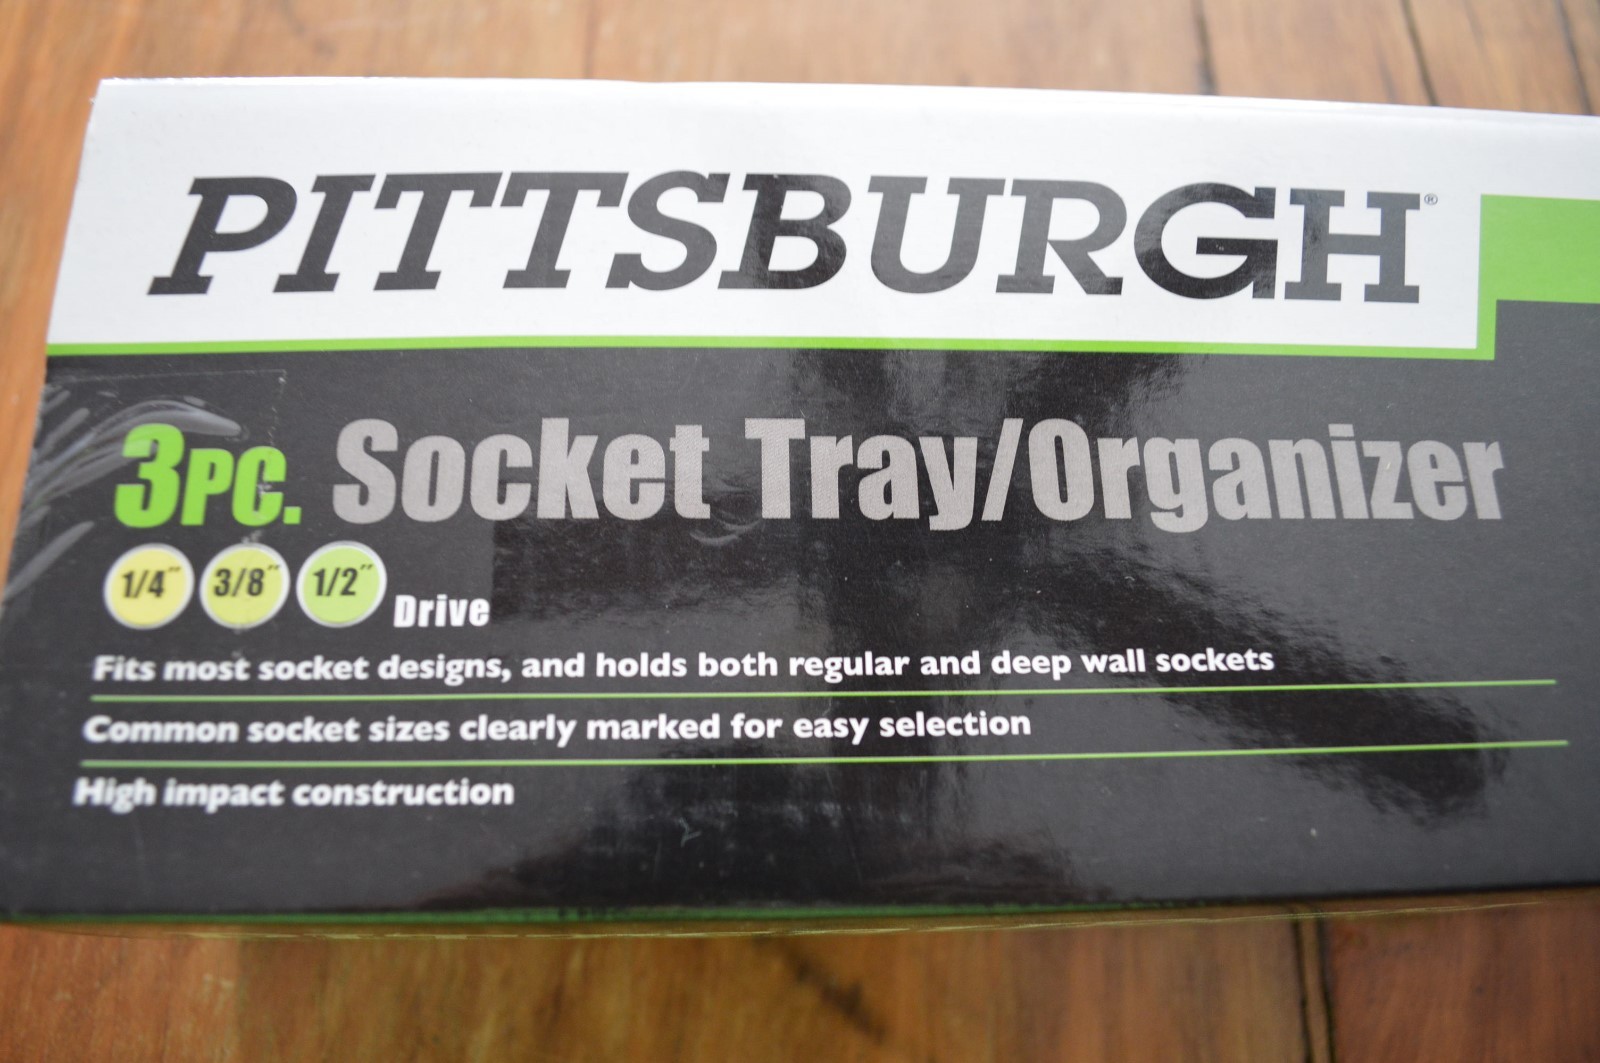 PITTSBURGH®
3PC. Socket Tray/Organizer
1/4" 3/8" 1/2" Drive
Fits most socket designs, and holds both regular and deep wall sockets
Common socket sizes clearly marked for easy selection
High impact construction